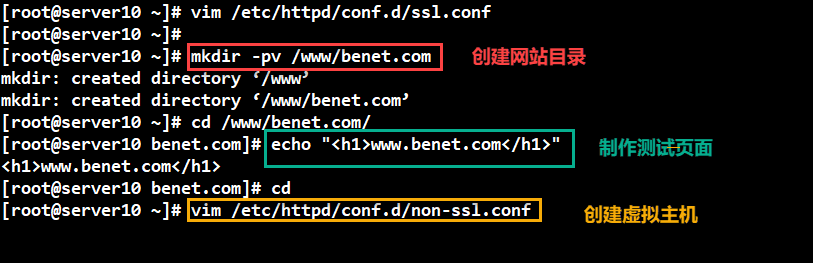 [root@server10 ~]# vim /etc/httpd/conf.d/ssl.conf
[root@server10 ~]#
[root@server10 ~]# mkdir -pv /www/benet.com 创建网站目录
mkdir: created directory ‘/www’
mkdir: created directory ‘/www/benet.com’
[root@server10 ~]# cd /www/benet.com/
[root@server10 benet.com]# echo "<h1>www.benet.com</h1>" 制作测试页面
<h1>www.benet.com</h1>
[root@server10 benet.com]# cd
[root@server10 ~]# vim /etc/httpd/conf.d/non-ssl.conf 创建虚拟主机